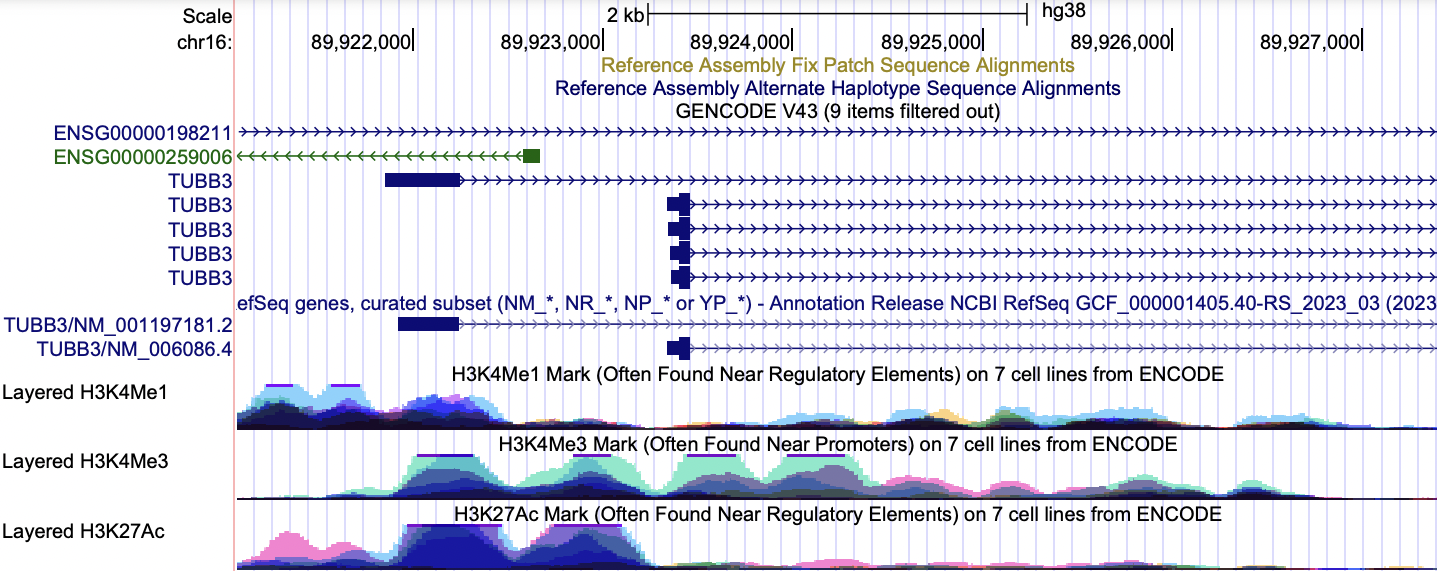 Scale 2 kb hg38
chr16: 89,922,000 89,923,000 89,924,000 89,925,000 89,926,000 89,927,000
Reference Assembly Fix Patch Sequence Alignments
Reference Assembly Alternate Haplotype Sequence Alignments
GENCODE V43 (9 items filtered out)
ENSG00000198211
ENSG00000259006
TUBB3
TUBB3
TUBB3
TUBB3
TUBB3
efSeq genes, curated subset (NM_*, NR_*, NP_* or YP_*) - Annotation Release NCBI RefSeq GCF_000001405.40-RS_2023_03 (2023
TUBB3/NM_001197181.2
TUBB3/NM_006086.4
H3K4Me1 Mark (Often Found Near Regulatory Elements) on 7 cell lines from ENCODE
Layered H3K4Me1
H3K4Me3 Mark (Often Found Near Promoters) on 7 cell lines from ENCODE
Layered H3K4Me3
H3K27Ac Mark (Often Found Near Regulatory Elements) on 7 cell lines from ENCODE
Layered H3K27Ac